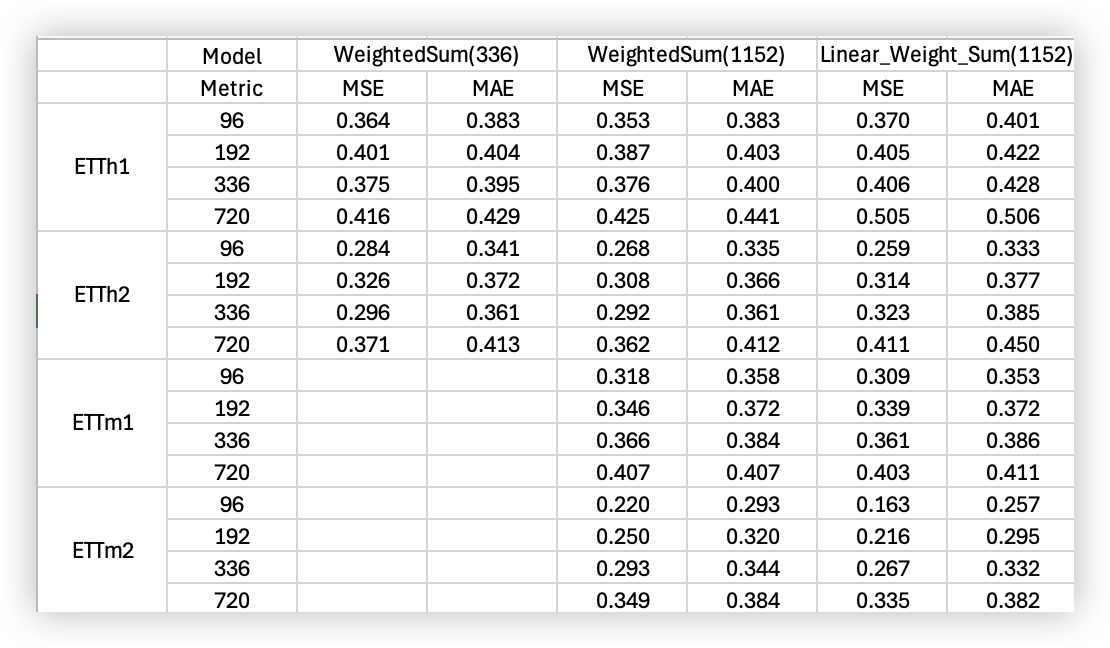 Model WeightedSum(336) WeightedSum(1152) Linear_Weight_Sum(1152)
Metric MSE MAE MSE MAE MSE MAE
ETTh1
96 0.364 0.383 0.353 0.383 0.370 0.401
192 0.401 0.404 0.387 0.403 0.405 0.422
336 0.375 0.395 0.376 0.400 0.406 0.428
720 0.416 0.429 0.425 0.441 0.505 0.506
ETTh2
96 0.284 0.341 0.268 0.335 0.259 0.333
192 0.326 0.372 0.308 0.366 0.314 0.377
336 0.296 0.361 0.292 0.361 0.323 0.385
720 0.371 0.413 0.362 0.412 0.411 0.450
ETTm1
96 0.318 0.358 0.309 0.353
192 0.346 0.372 0.339 0.372
336 0.366 0.384 0.361 0.386
720 0.407 0.407 0.403 0.411
ETTm2
96 0.220 0.293 0.163 0.257
192 0.250 0.320 0.216 0.295
336 0.293 0.344 0.267 0.332
720 0.349 0.384 0.335 0.382